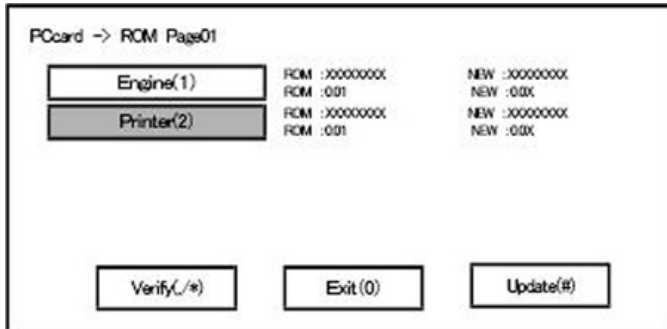 PCcard -> ROM Page01
Engine(1)
ROM :XXXXXXXX NEW :XXXXXXXX
ROM :001 NEW :00X
Printer(2)
ROM :XXXXXXXX NEW :XXXXXXXX
ROM :001 NEW :00X
Verify(./*) Exit(0) Update(#)